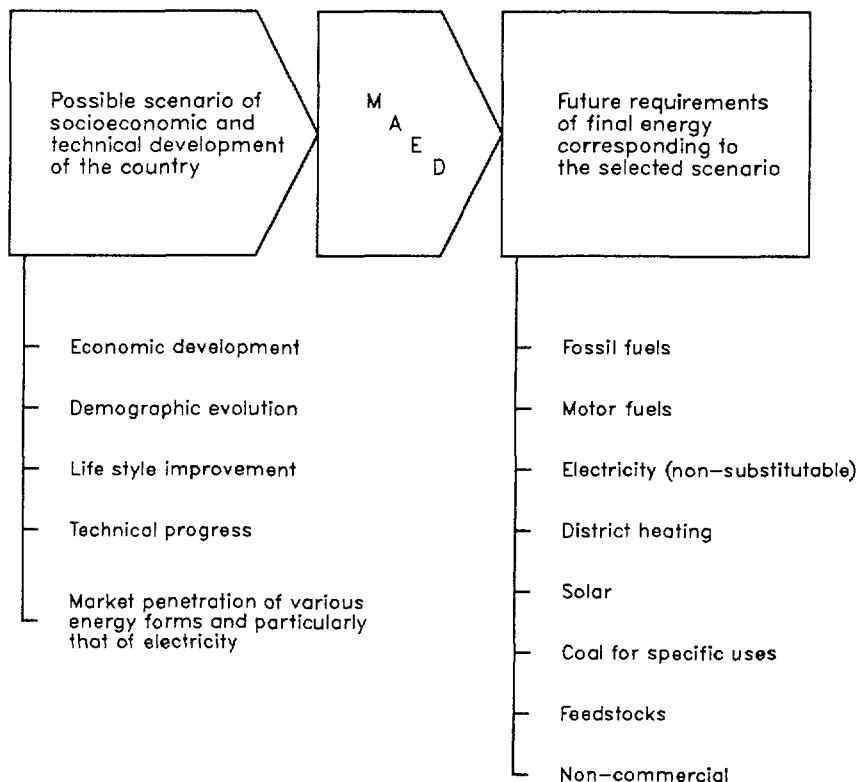 Possible scenario of
socioeconomic and
technical development
of the country
M
A
E
D
Future requirements
of final energy
corresponding to
the selected scenario
Economic development
Demographic evolution
Life style improvement
Technical progress
Market penetration of various
energy forms and particularly
that of electricity
Fossil fuels
Motor fuels
Electricity (non-substitutable)
District heating
Solar
Coal for specific uses
Feedstocks
Non-commercial